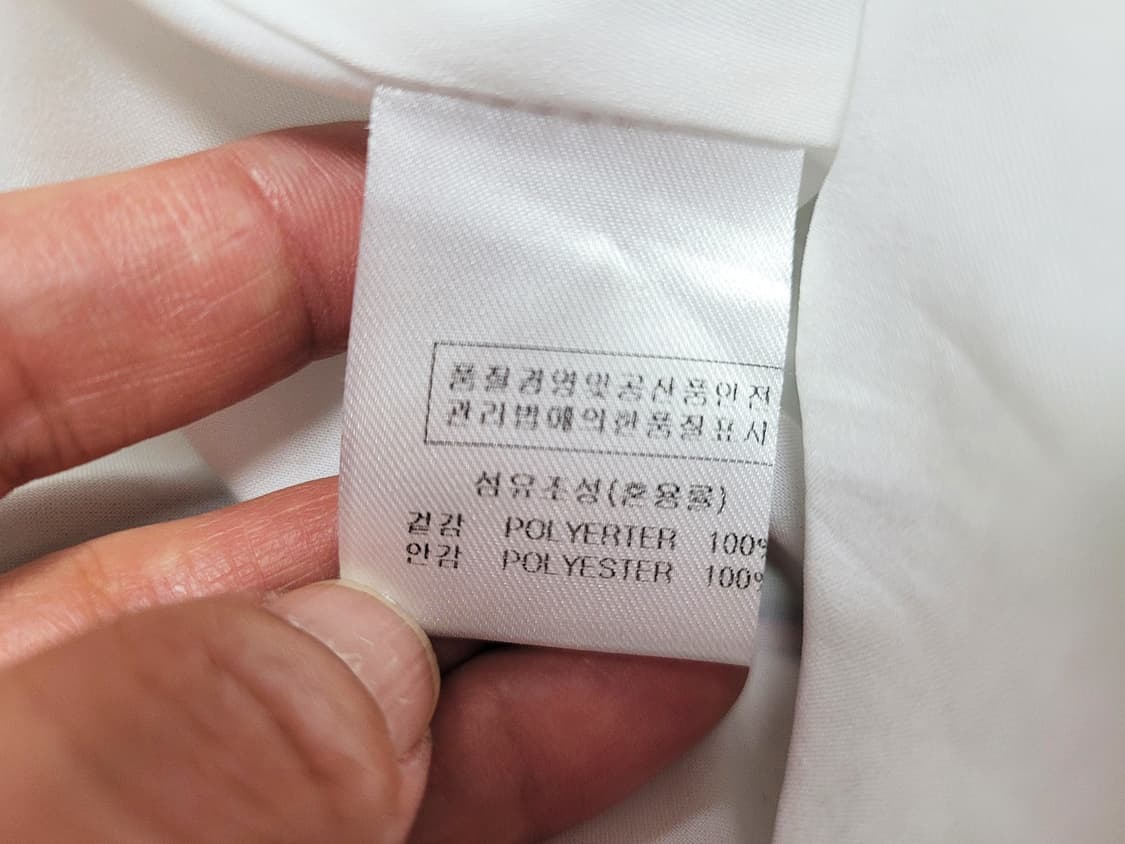 품질경영및공산품안전
관리법에의한품질표시
섬유조성(혼용률)
겉감 POLYERTER 100%
안감 POLYESTER 100%